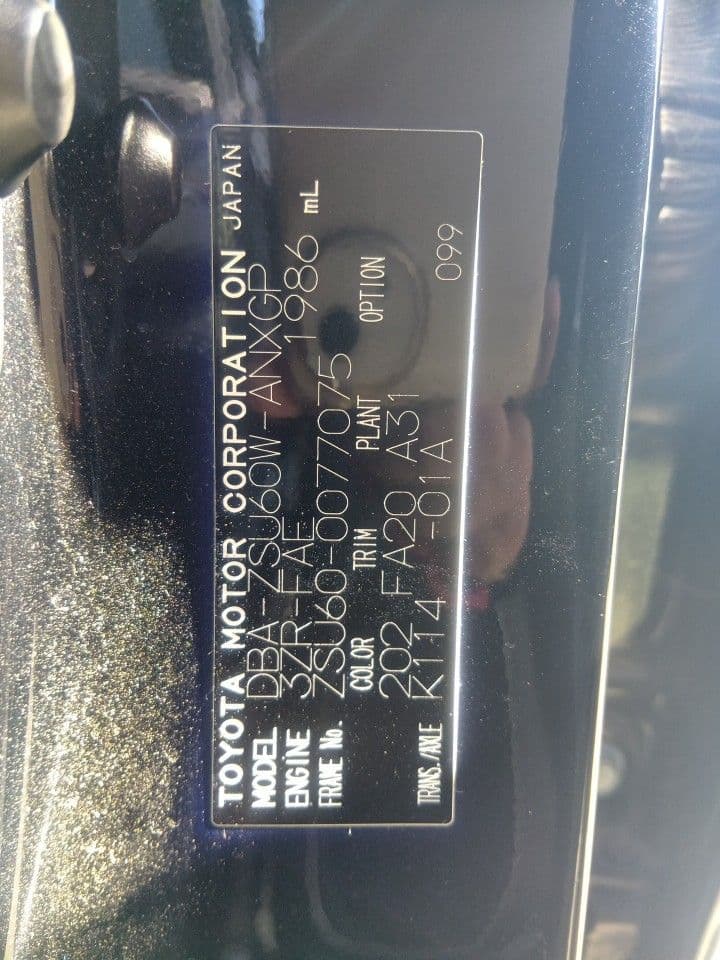 TOYOTA MOTOR CORPORATION JAPAN
MODEL DBA-ZSU60W-ANXGP
ENGINE 3ZR-FAE 1986 mL
FRAME No. ZSU60-0077075
COLOR TRIM PLANT OPTION
202 FA20 A31
TRANS./AXLE K114 -01A 099